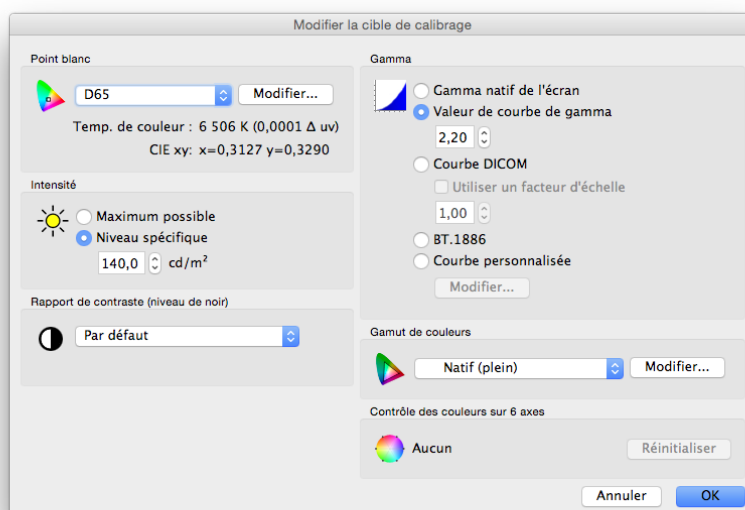 Modifier la cible de calibrage
Point blanc
D65
Modifier...
Temp. de couleur : 6 506 K (0,0001 Δ uv)
CIE xy: x=0,3127 y=0,3290
Intensité
Maximum possible
Niveau spécifique
140,0 cd/m²
Rapport de contraste (niveau de noir)
Par défaut
Gamma
Gamma natif de l'écran
Valeur de courbe de gamma
2,20
Courbe DICOM
Utiliser un facteur d'échelle
1,00
BT.1886
Courbe personnalisée
Modifier...
Gamut de couleurs
Natif (plein)
Modifier...
Contrôle des couleurs sur 6 axes
Aucun
Réinitialiser
Annuler
OK